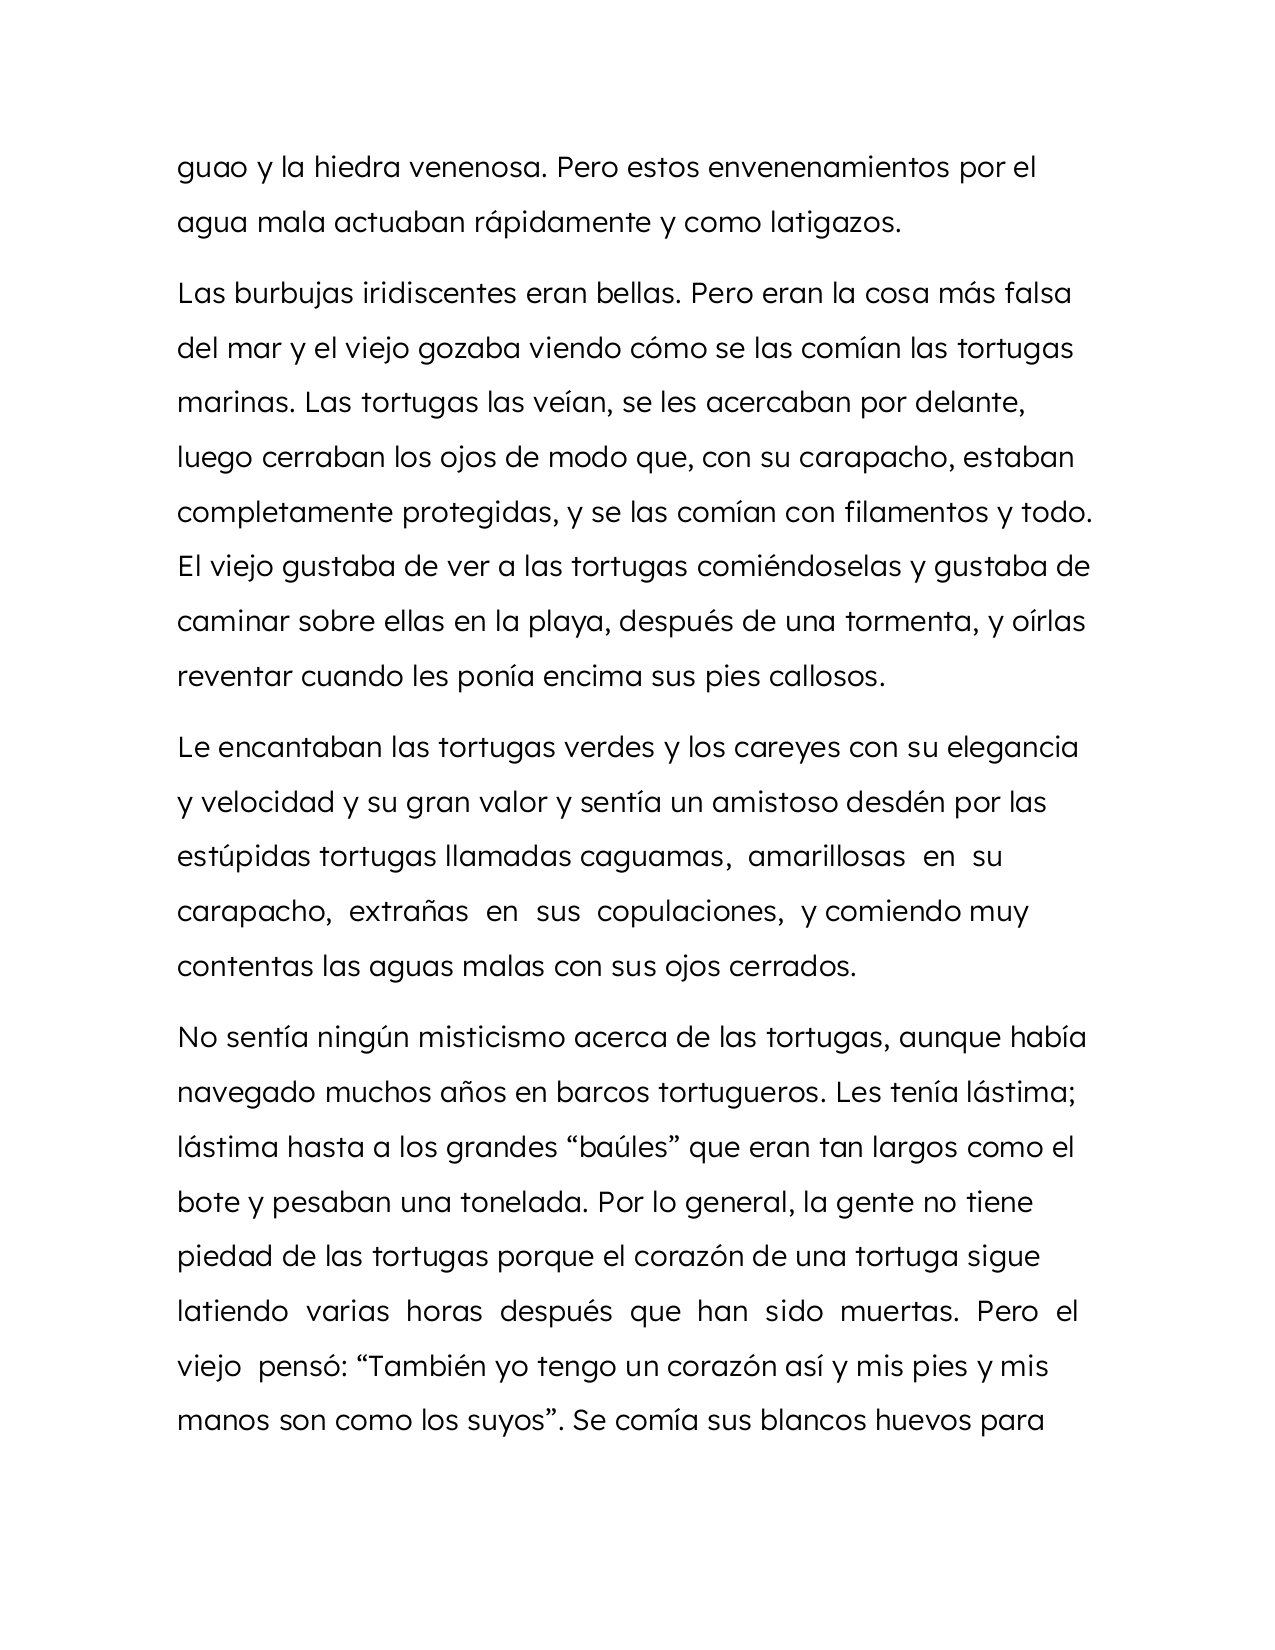 guao y la hiedra venenosa. Pero estos envenenamientos por el
agua mala actuaban rápidamente y como latigazos.
Las burbujas iridiscentes eran bellas. Pero eran la cosa más falsa
del mar y el viejo gozaba viendo cómo se las comían las tortugas
marinas. Las tortugas las veían, se les acercaban por delante,
luego cerraban los ojos de modo que, con su carapacho, estaban
completamente protegidas, y se las comían con filamentos y todo.
El viejo gustaba de ver a las tortugas comiéndoselas y gustaba de
caminar sobre ellas en la playa, después de una tormenta, y oírlas
reventar cuando les ponía encima sus pies callosos.
Le encantaban las tortugas verdes y los careyes con su elegancia
y velocidad y su gran valor y sentía un amistoso desdén por las
estúpidas tortugas llamadas caguamas, amarillosas en su
carapacho, extrañas en sus copulaciones, y comiendo muy
contentas las aguas malas con sus ojos cerrados.
No sentía ningún misticismo acerca de las tortugas, aunque había
navegado muchos años en barcos tortugueros. Les tenía lástima;
lástima hasta a los grandes “baúles” que eran tan largos como el
bote y pesaban una tonelada. Por lo general, la gente no tiene
piedad de las tortugas porque el corazón de una tortuga sigue
latiendo varias horas después que han sido muertas. Pero el
viejo pensó: “También yo tengo un corazón así y mis pies y mis
manos son como los suyos”. Se comía sus blancos huevos para